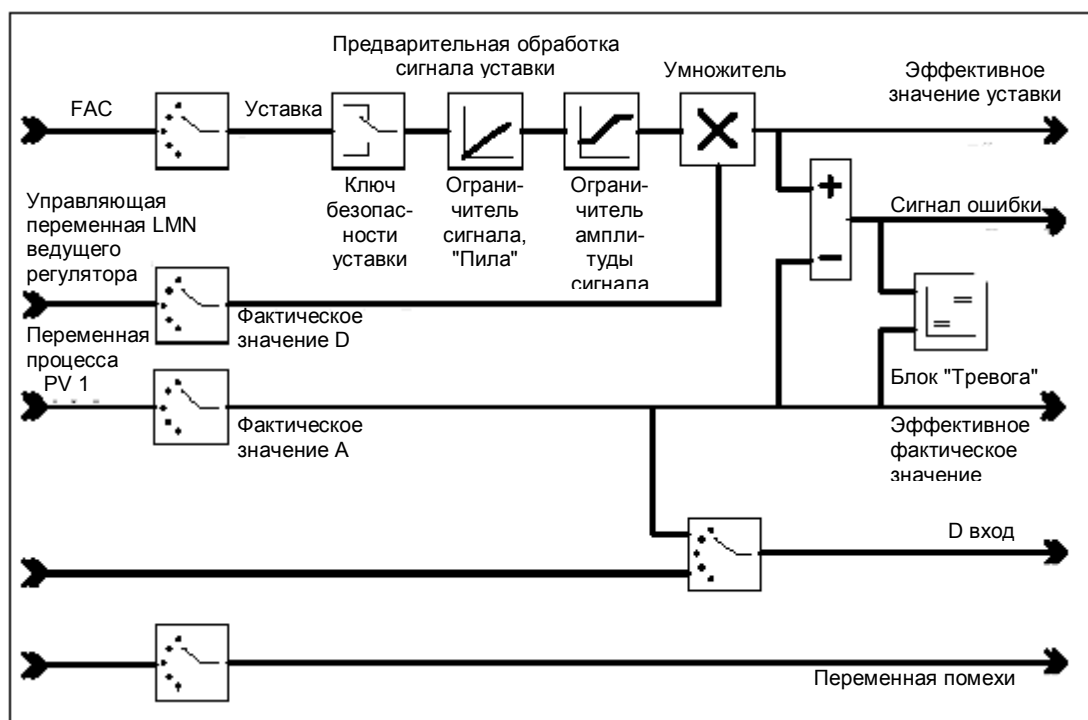 Предварительная обработка
сигнала уставки
Умножитель
Эффективное
значение уставки
FAC
Уставка
Ключ
безопас-
ности
уставки
Ограни-
читель
сигнала,
"Пила"
Ограни-
читель
ампли-
туды
сигнала
Управляющая
переменная LMN
ведущего
регулятора
Сигнал ошибки
Фактическое
значение D
Переменная
процесса
PV 1
Блок "Тревога"
Фактическое
значение A
Эффективное
фактическое
значение
D вход
Переменная помехи